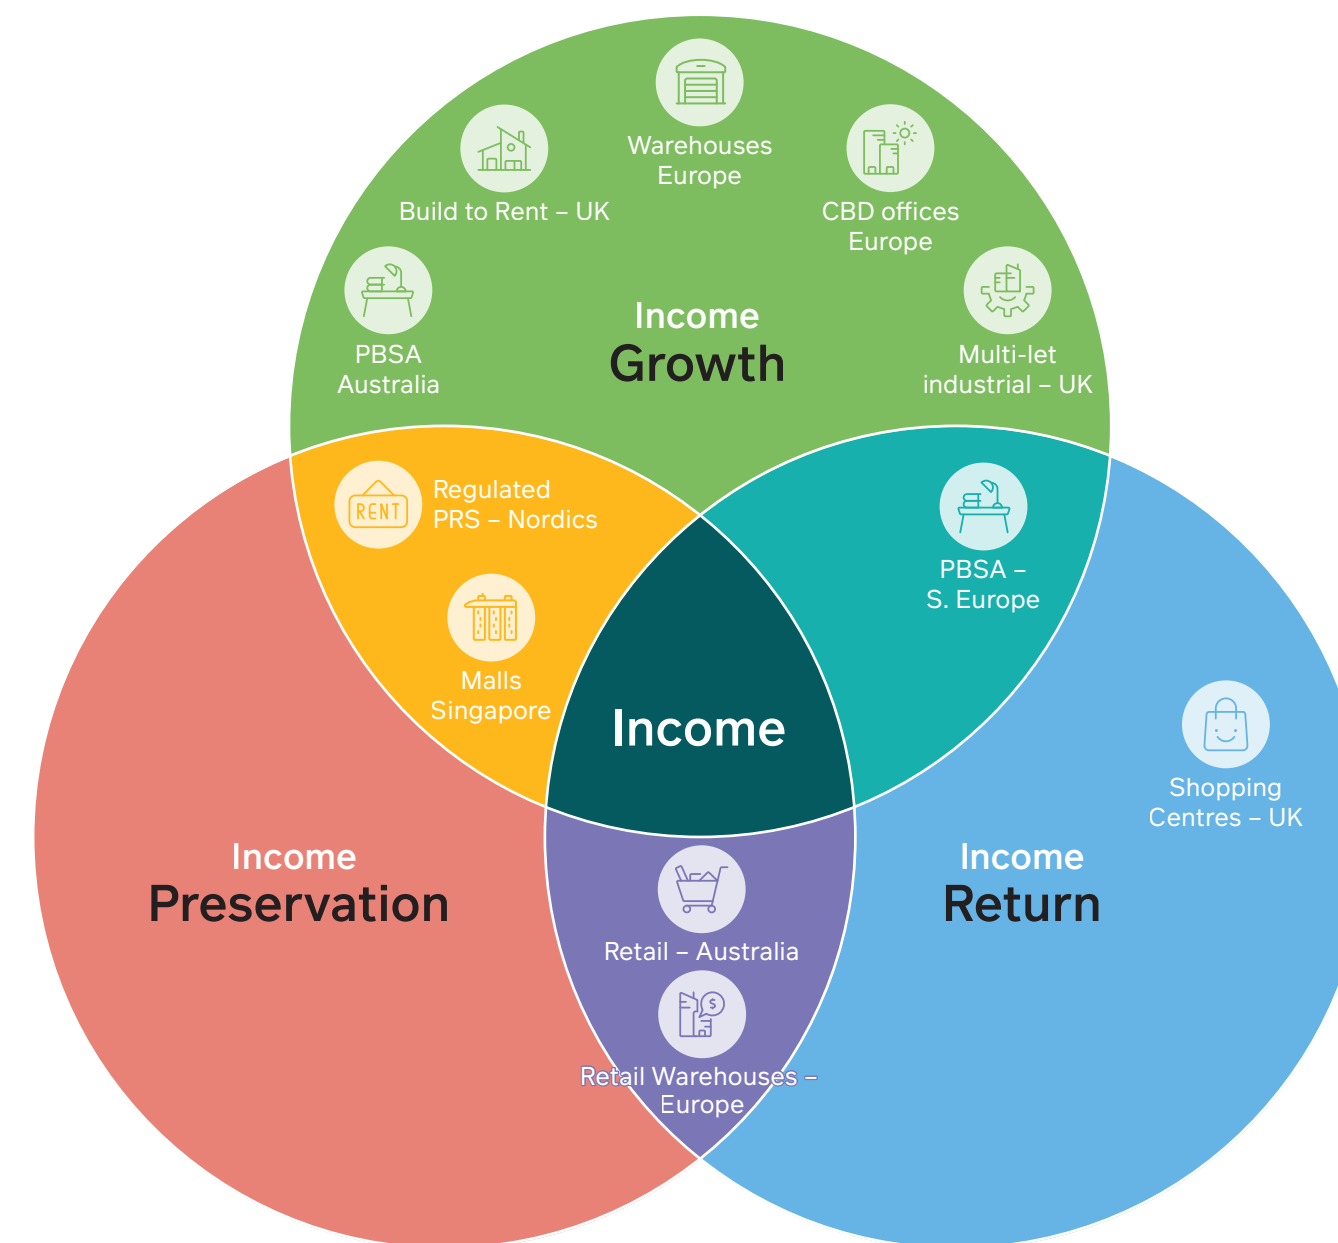 Warehouses
Europe
Build to Rent – UK
CBD offices
Europe
PBSA
Australia
Income
Growth
Multi-let
industrial – UK
RENT
Regulated
PRS – Nordics
PBSA –
S. Europe
Malls
Singapore
Income
Shopping
Centres – UK
Income
Preservation
Income
Return
$
Retail – Australia
Retail Warehouses –
Europe